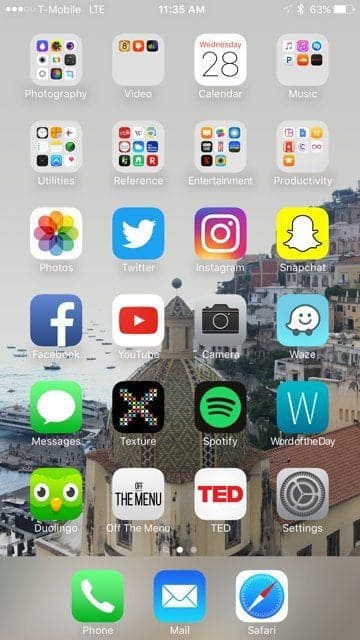 T-Mobile LTE 11:35 AM 63%
Wednesday
28
Photography Video Calendar Music
Utilities Reference Entertainment Productivity
Photos Twitter Instagram Snapchat
Facebook YouTube Camera Waze
W
Messages Texture Spotify WordoftheDay
OFF
THE MENU TED
Duolingo Off The Menu TED Settings
Phone Mail Safari